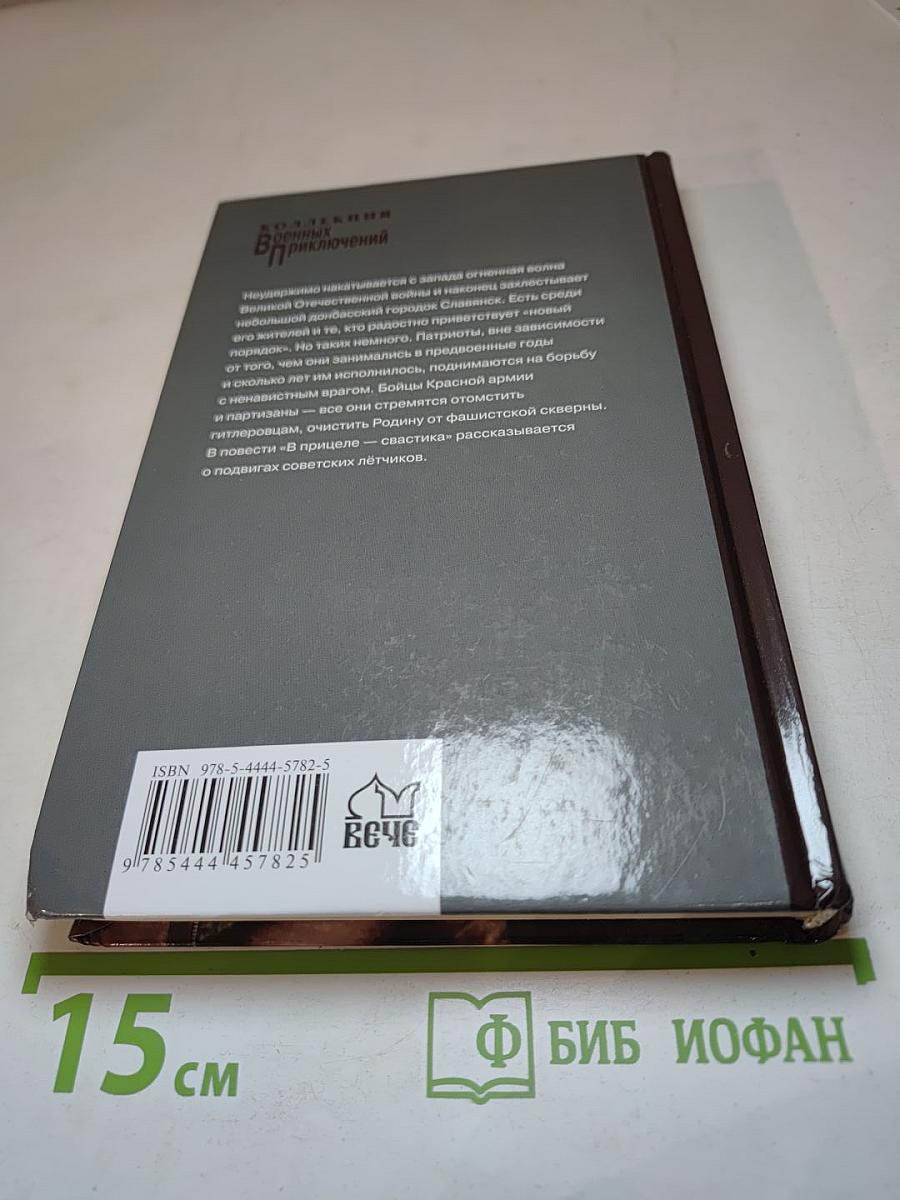 КОЛЛЕКЦИЯ
Военных
Приключений
Неудержимо накатывается с запада огненная волна
Великой Отечественной войны и наконец захлестывает
небольшой донбасский городок Славянск. Есть среди
его жителей и те, кто радостно приветствует «новый
порядок». Но таких немного. Патриоты, вне зависимости
от того, чем они занимались в предвоенные годы
и сколько лет им исполнилось, поднимаются на борьбу
с ненавистным врагом. Бойцы Красной армии
и партизаны — все они стремятся отомстить
гитлеровцам, очистить Родину от фашистской скверны.
В повести «В прицеле — свастика» рассказывается
о подвигах советских лётчиков.
ISBN 978-5-4444-5782-5
9 785444 457825
ВЕЧЕ
15 см
Ф БИБ ИОФАН